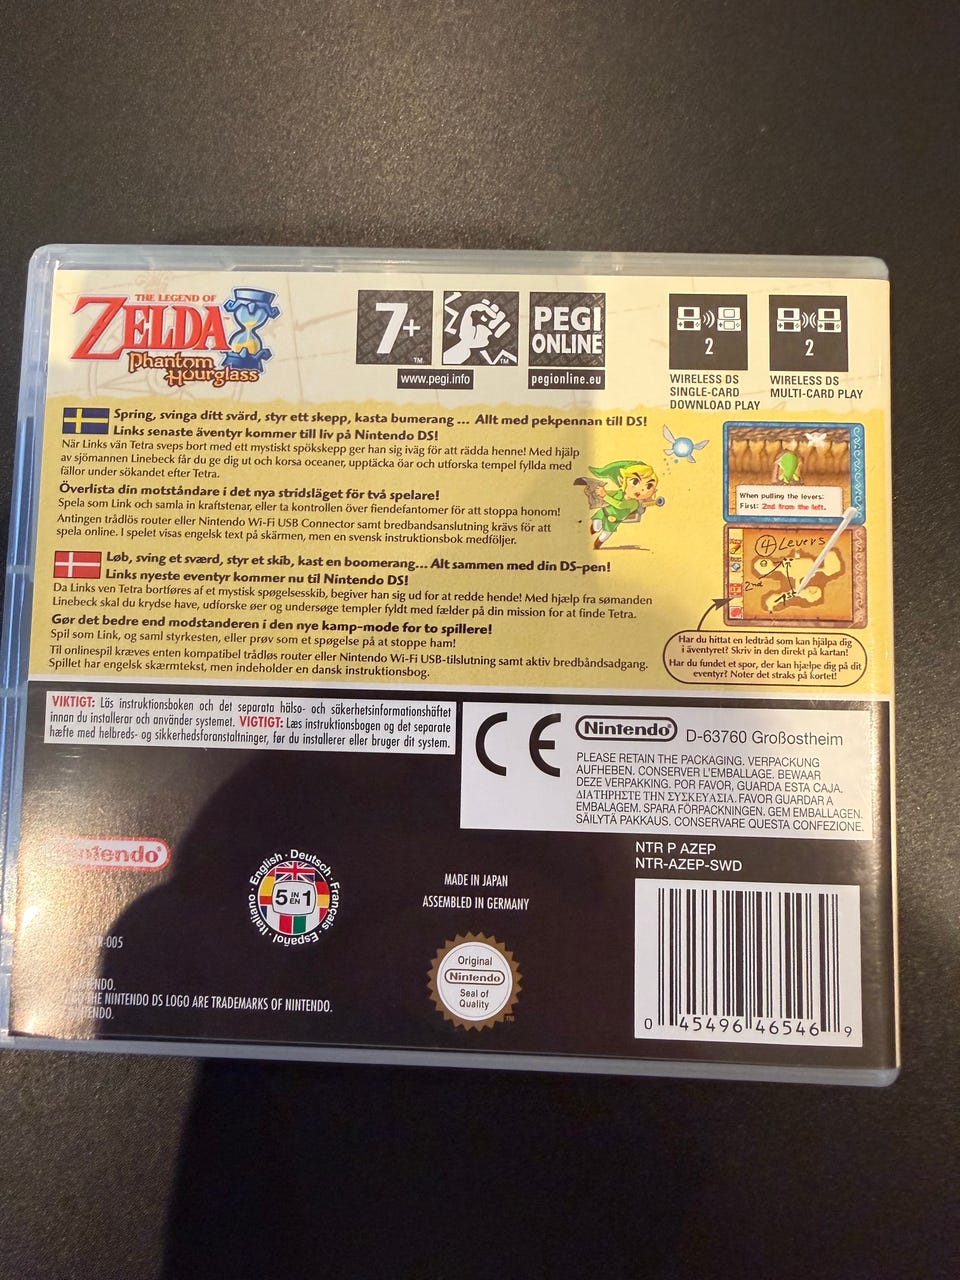 THE LEGEND OF
ZELDA™
Phantom
Hourglass
7+™
™
PEGI
ONLINE
www.pegi.info
pegionline.eu
2
WIRELESS DS
SINGLE-CARD
DOWNLOAD PLAY
2
WIRELESS DS
MULTI-CARD PLAY
Spring, svinga ditt svärd, styr ett skepp, kasta bumerang ... Allt med pekpennan till DS!
Links senaste äventyr kommer till liv på Nintendo DS!
När Links vän Tetra sveps bort med ett mystiskt spökskepp ger han sig iväg för att rädda henne! Med hjälp
av sjömannen Linebeck får du ge dig ut och korsa oceaner, upptäcka öar och utforska tempel fyllda med
fällor under sökandet efter Tetra.
Överlista din motståndare i det nya stridsläget för två spelare!
Spela som Link och samla in kraftstenar, eller ta kontrollen över fiendefantomer för att stoppa honom!
Antingen trådlös router eller Nintendo Wi-Fi USB Connector samt bredbandsanslutning krävs för att
spela online. I spelet visas engelsk text på skärmen, men en svensk instruktionsbok medföljer.
Løb, sving et sværd, styr et skib, kast en boomerang... Alt sammen med din DS-pen!
Links nyeste eventyr kommer nu til Nintendo DS!
Da Links ven Tetra bortføres af et mystisk spøgelsesskib, begiver han sig ud for at redde hende! Med hjælp fra sømanden
Linebeck skal du krydse have, udforske øer og undersøge templer fyldt med fælder på din mission for at finde Tetra.
Gør det bedre end modstanderen i den nye kamp-mode for to spillere!
Spil som Link, og saml styrkesten, eller prøv som et spøgelse på at stoppe ham!
Til onlinespil kræves enten kompatibel trådløs router eller Nintendo Wi-Fi USB-tilslutning samt aktiv bredbåndsadgang.
Spillet har engelsk skærmtekst, men indeholder en dansk instruktionsbog.
When pulling the levers:
First: 2nd from the left.
4 Levers
2nd
1st
Har du hittat en ledtråd som kan hjälpa dig
i äventyret? Skriv in den direkt på kartan!
Har du fundet et spor, der kan hjælpe dig på dit
eventyr? Noter det straks på kortet!
VIKTIGT: Läs instruktionsboken och det separata hälso- och säkerhetsinformationshäftet
innan du installerar och använder systemet. VIGTIGT: Læs instruktionsbogen og det separate
hæfte med helbreds- og sikkerhedsforanstaltninger, før du installerer eller bruger dit system.
CE
Nintendo® D-63760 Großostheim
PLEASE RETAIN THE PACKAGING. VERPACKUNG
AUFHEBEN. CONSERVER L'EMBALLAGE. BEWAAR
DEZE VERPAKKING. POR FAVOR, GUARDA ESTA CAJA.
ΔΙΑΤΗΡΗΣΤΕ ΤΗΝ ΣΥΣΚΕΥΑΣΙΑ. FAVOR GUARDAR A
EMBALAGEM. SPARA FÖRPACKNINGEN. GEM EMBALLAGEN.
SÄILYTÄ PAKKAUS. CONSERVARE QUESTA CONFEZIONE.
Nintendo®
English · Deutsch · Français · Español · Italiano
5 IN EN 1
MADE IN JAPAN
ASSEMBLED IN GERMANY
NTR P AZEP
NTR-AZEP-SWD
NTR-005
NINTENDO.
THE NINTENDO DS LOGO ARE TRADEMARKS OF NINTENDO.
NINTENDO.
Original
Nintendo
Seal of
Quality
™
0 45496 46546 9